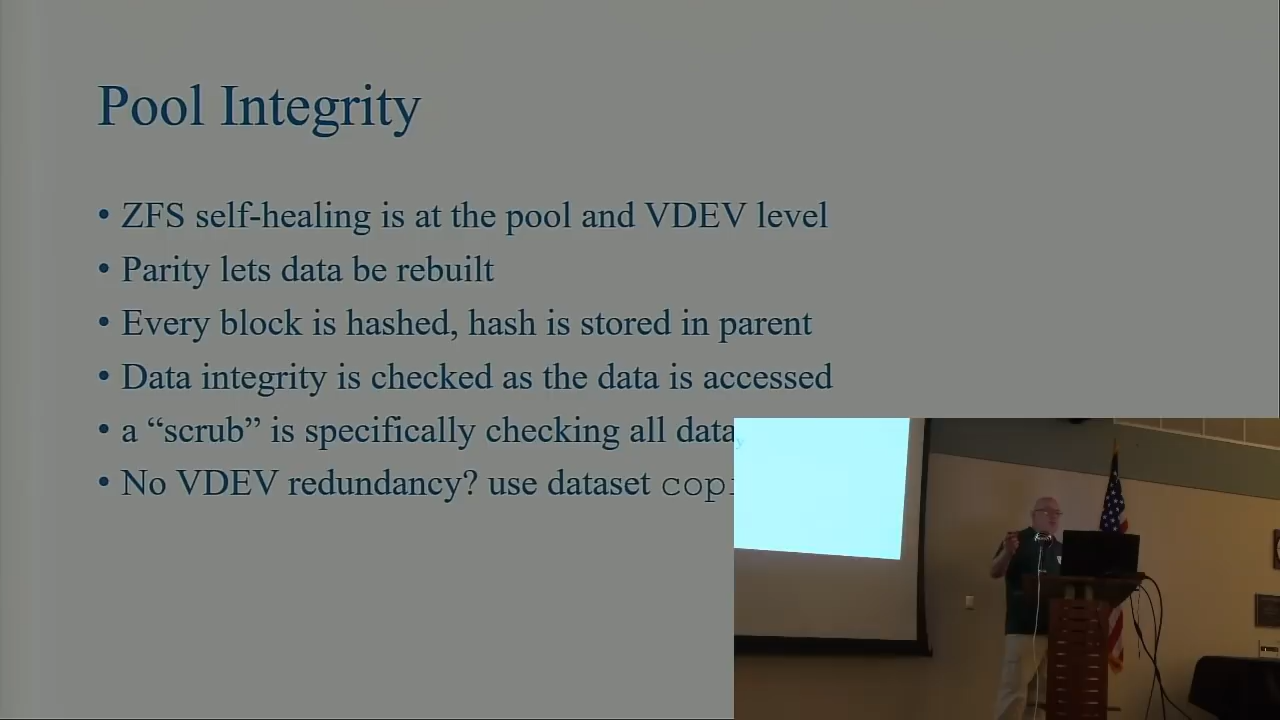 Pool Integrity
• ZFS self-healing is at the pool and VDEV level
• Parity lets data be rebuilt
• Every block is hashed, hash is stored in parent
• Data integrity is checked as the data is accessed
• a “scrub” is specifically checking all data
• No VDEV redundancy? use dataset